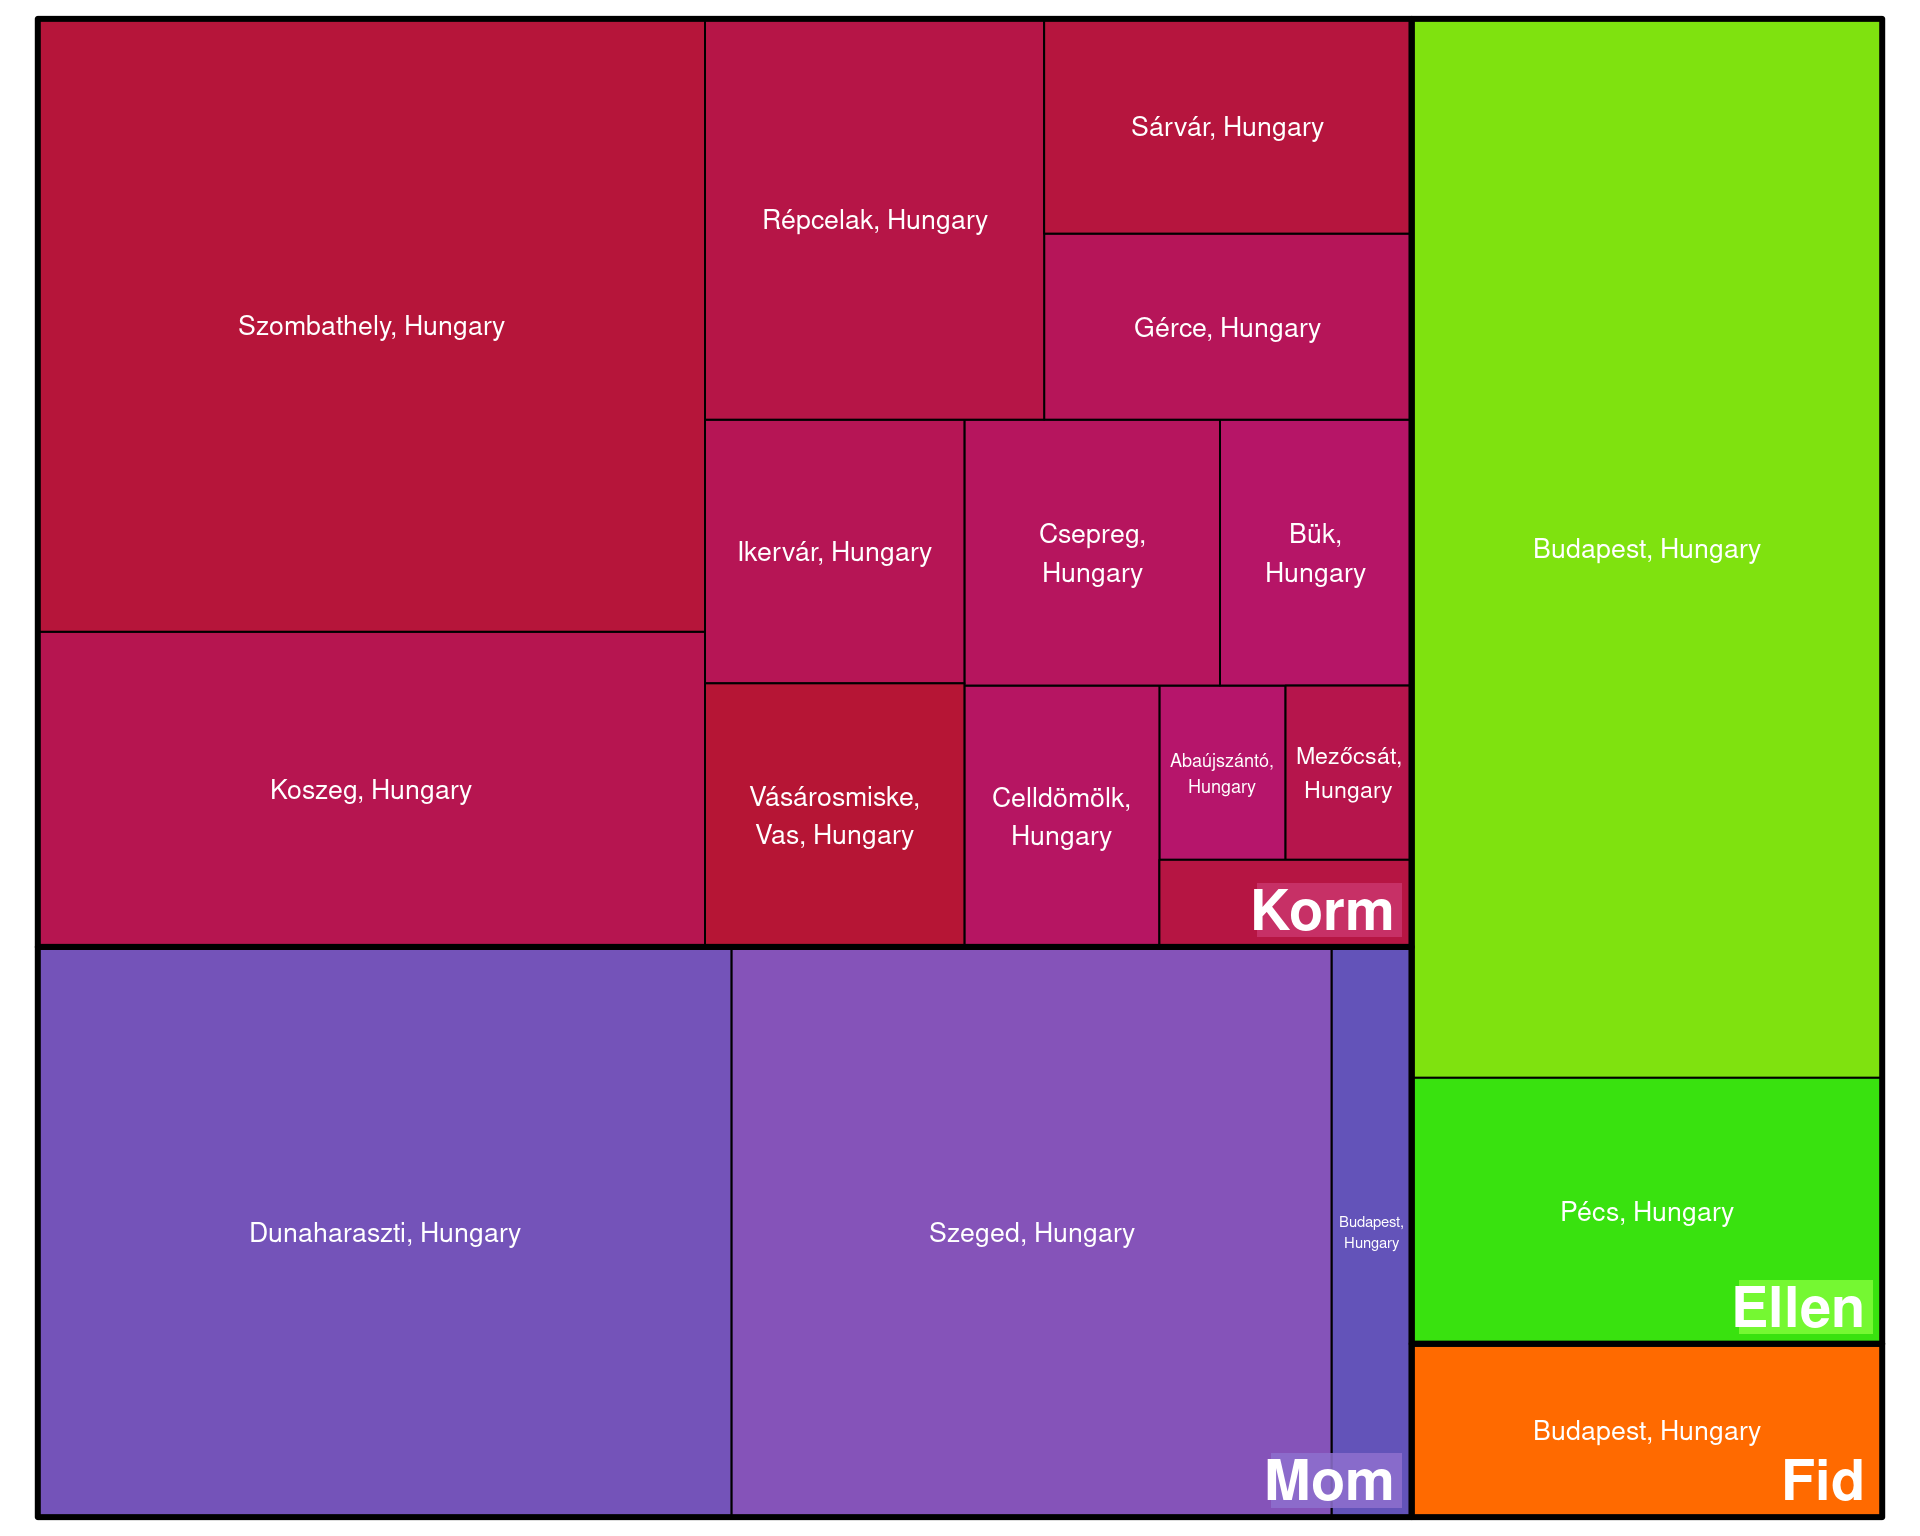 Szombathely, Hungary
Koszeg, Hungary
Répcelak, Hungary
Sárvár, Hungary
Gérce, Hungary
Ikervár, Hungary
Csepreg,
Hungary
Bük,
Hungary
Vásárosmiske,
Vas, Hungary
Celldömölk,
Hungary
Abaújszántó,
Hungary
Mezőcsát,
Hungary
Korm
Dunaharaszti, Hungary
Szeged, Hungary
Budapest,
Hungary
Mom
Budapest, Hungary
Pécs, Hungary
Ellen
Budapest, Hungary
Fid